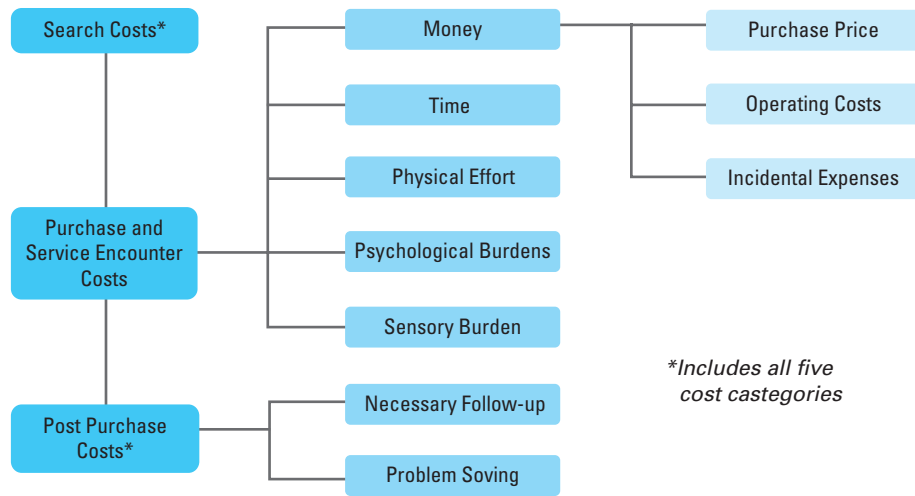 Search Costs*
Money
Purchase Price
Time
Operating Costs
Physical Effort
Incidental Expenses
Purchase and
Service Encounter
Costs
Psychological Burdens
Sensory Burden
*Includes all five
cost castegories
Necessary Follow-up
Post Purchase
Costs*
Problem Soving